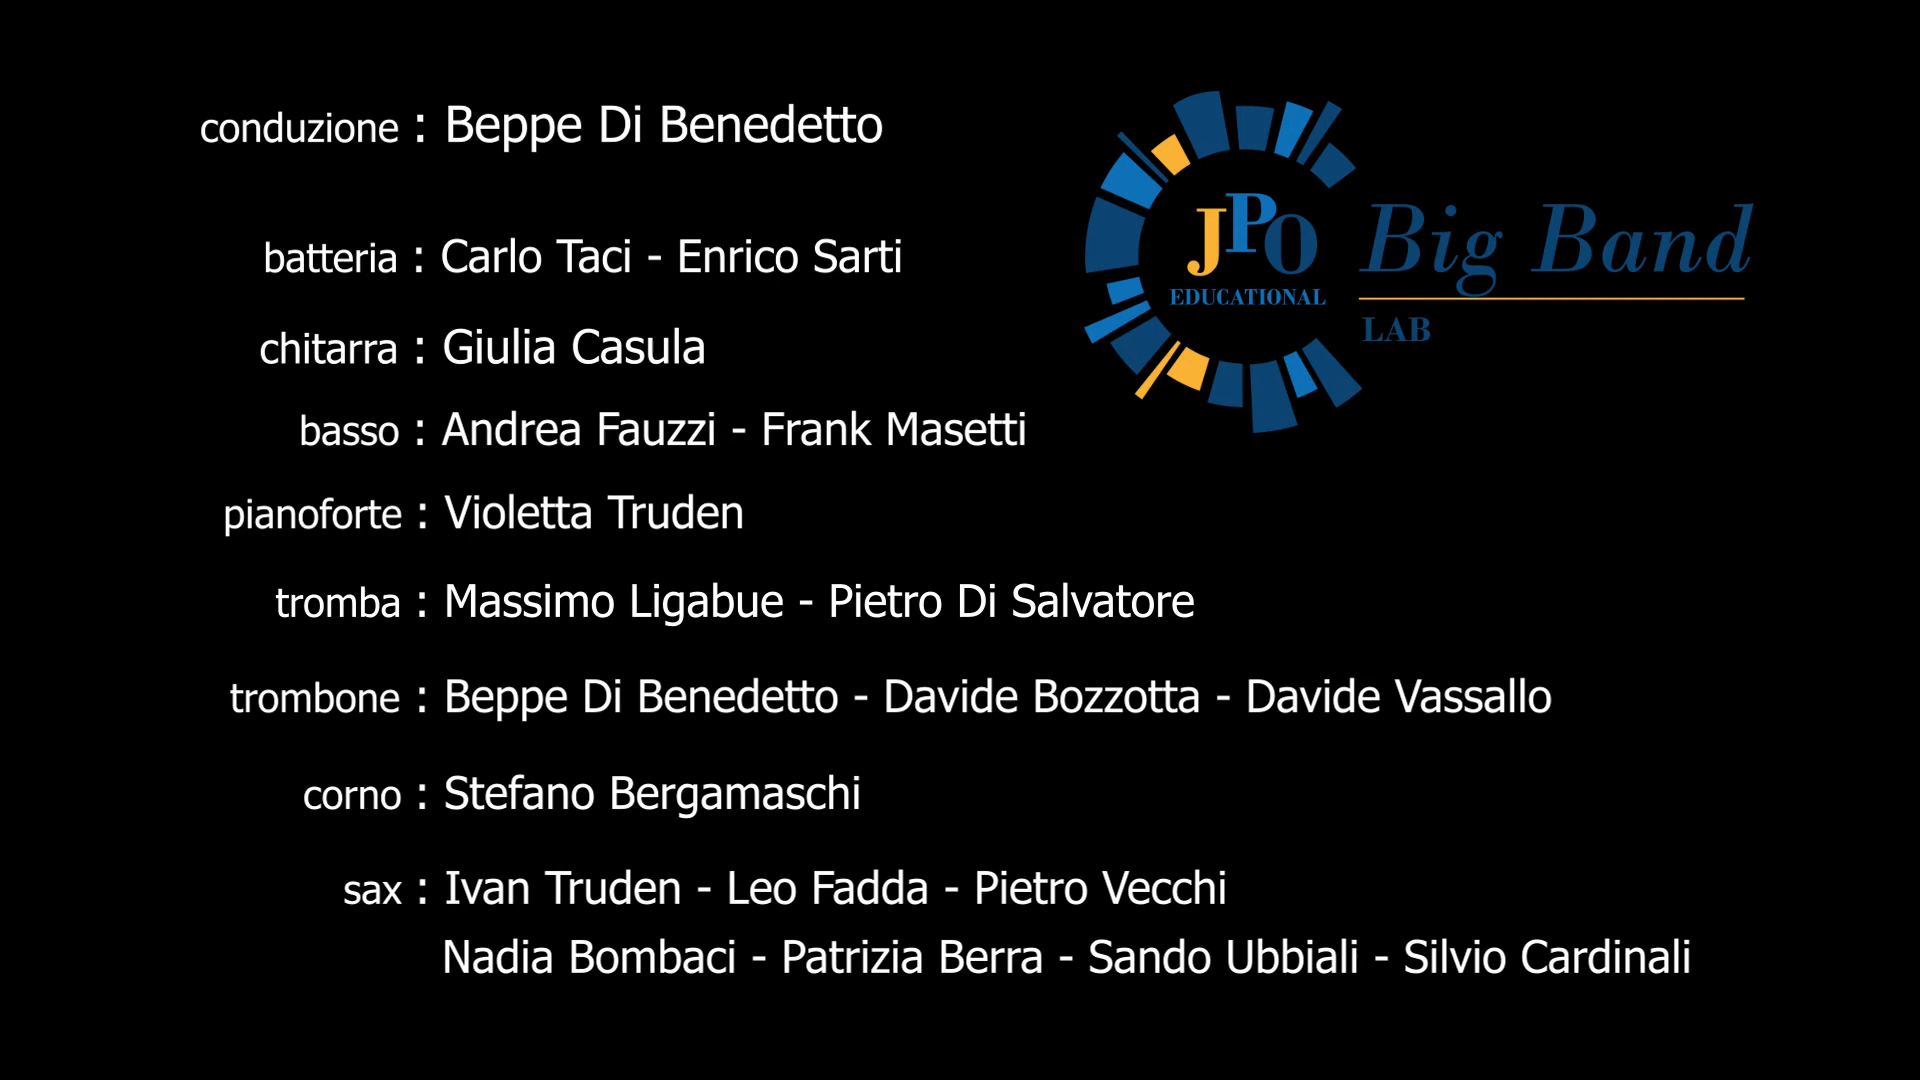 conduzione : Beppe Di Benedetto
JPO
EDUCATIONAL
Big Band
LAB
batteria : Carlo Taci - Enrico Sarti
chitarra : Giulia Casula
basso : Andrea Fauzzi - Frank Masetti
pianoforte : Violetta Truden
tromba : Massimo Ligabue - Pietro Di Salvatore
trombone : Beppe Di Benedetto - Davide Bozzotta - Davide Vassallo
corno : Stefano Bergamaschi
sax : Ivan Truden - Leo Fadda - Pietro Vecchi
Nadia Bombaci - Patrizia Berra - Sando Ubbiali - Silvio Cardinali